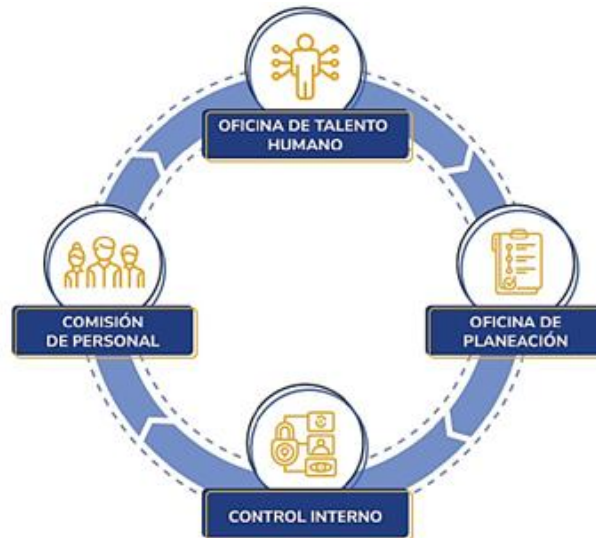 OFICINA DE TALENTO
HUMANO
COMISIÓN
DE PERSONAL
OFICINA DE
PLANEACIÓN
CONTROL INTERNO